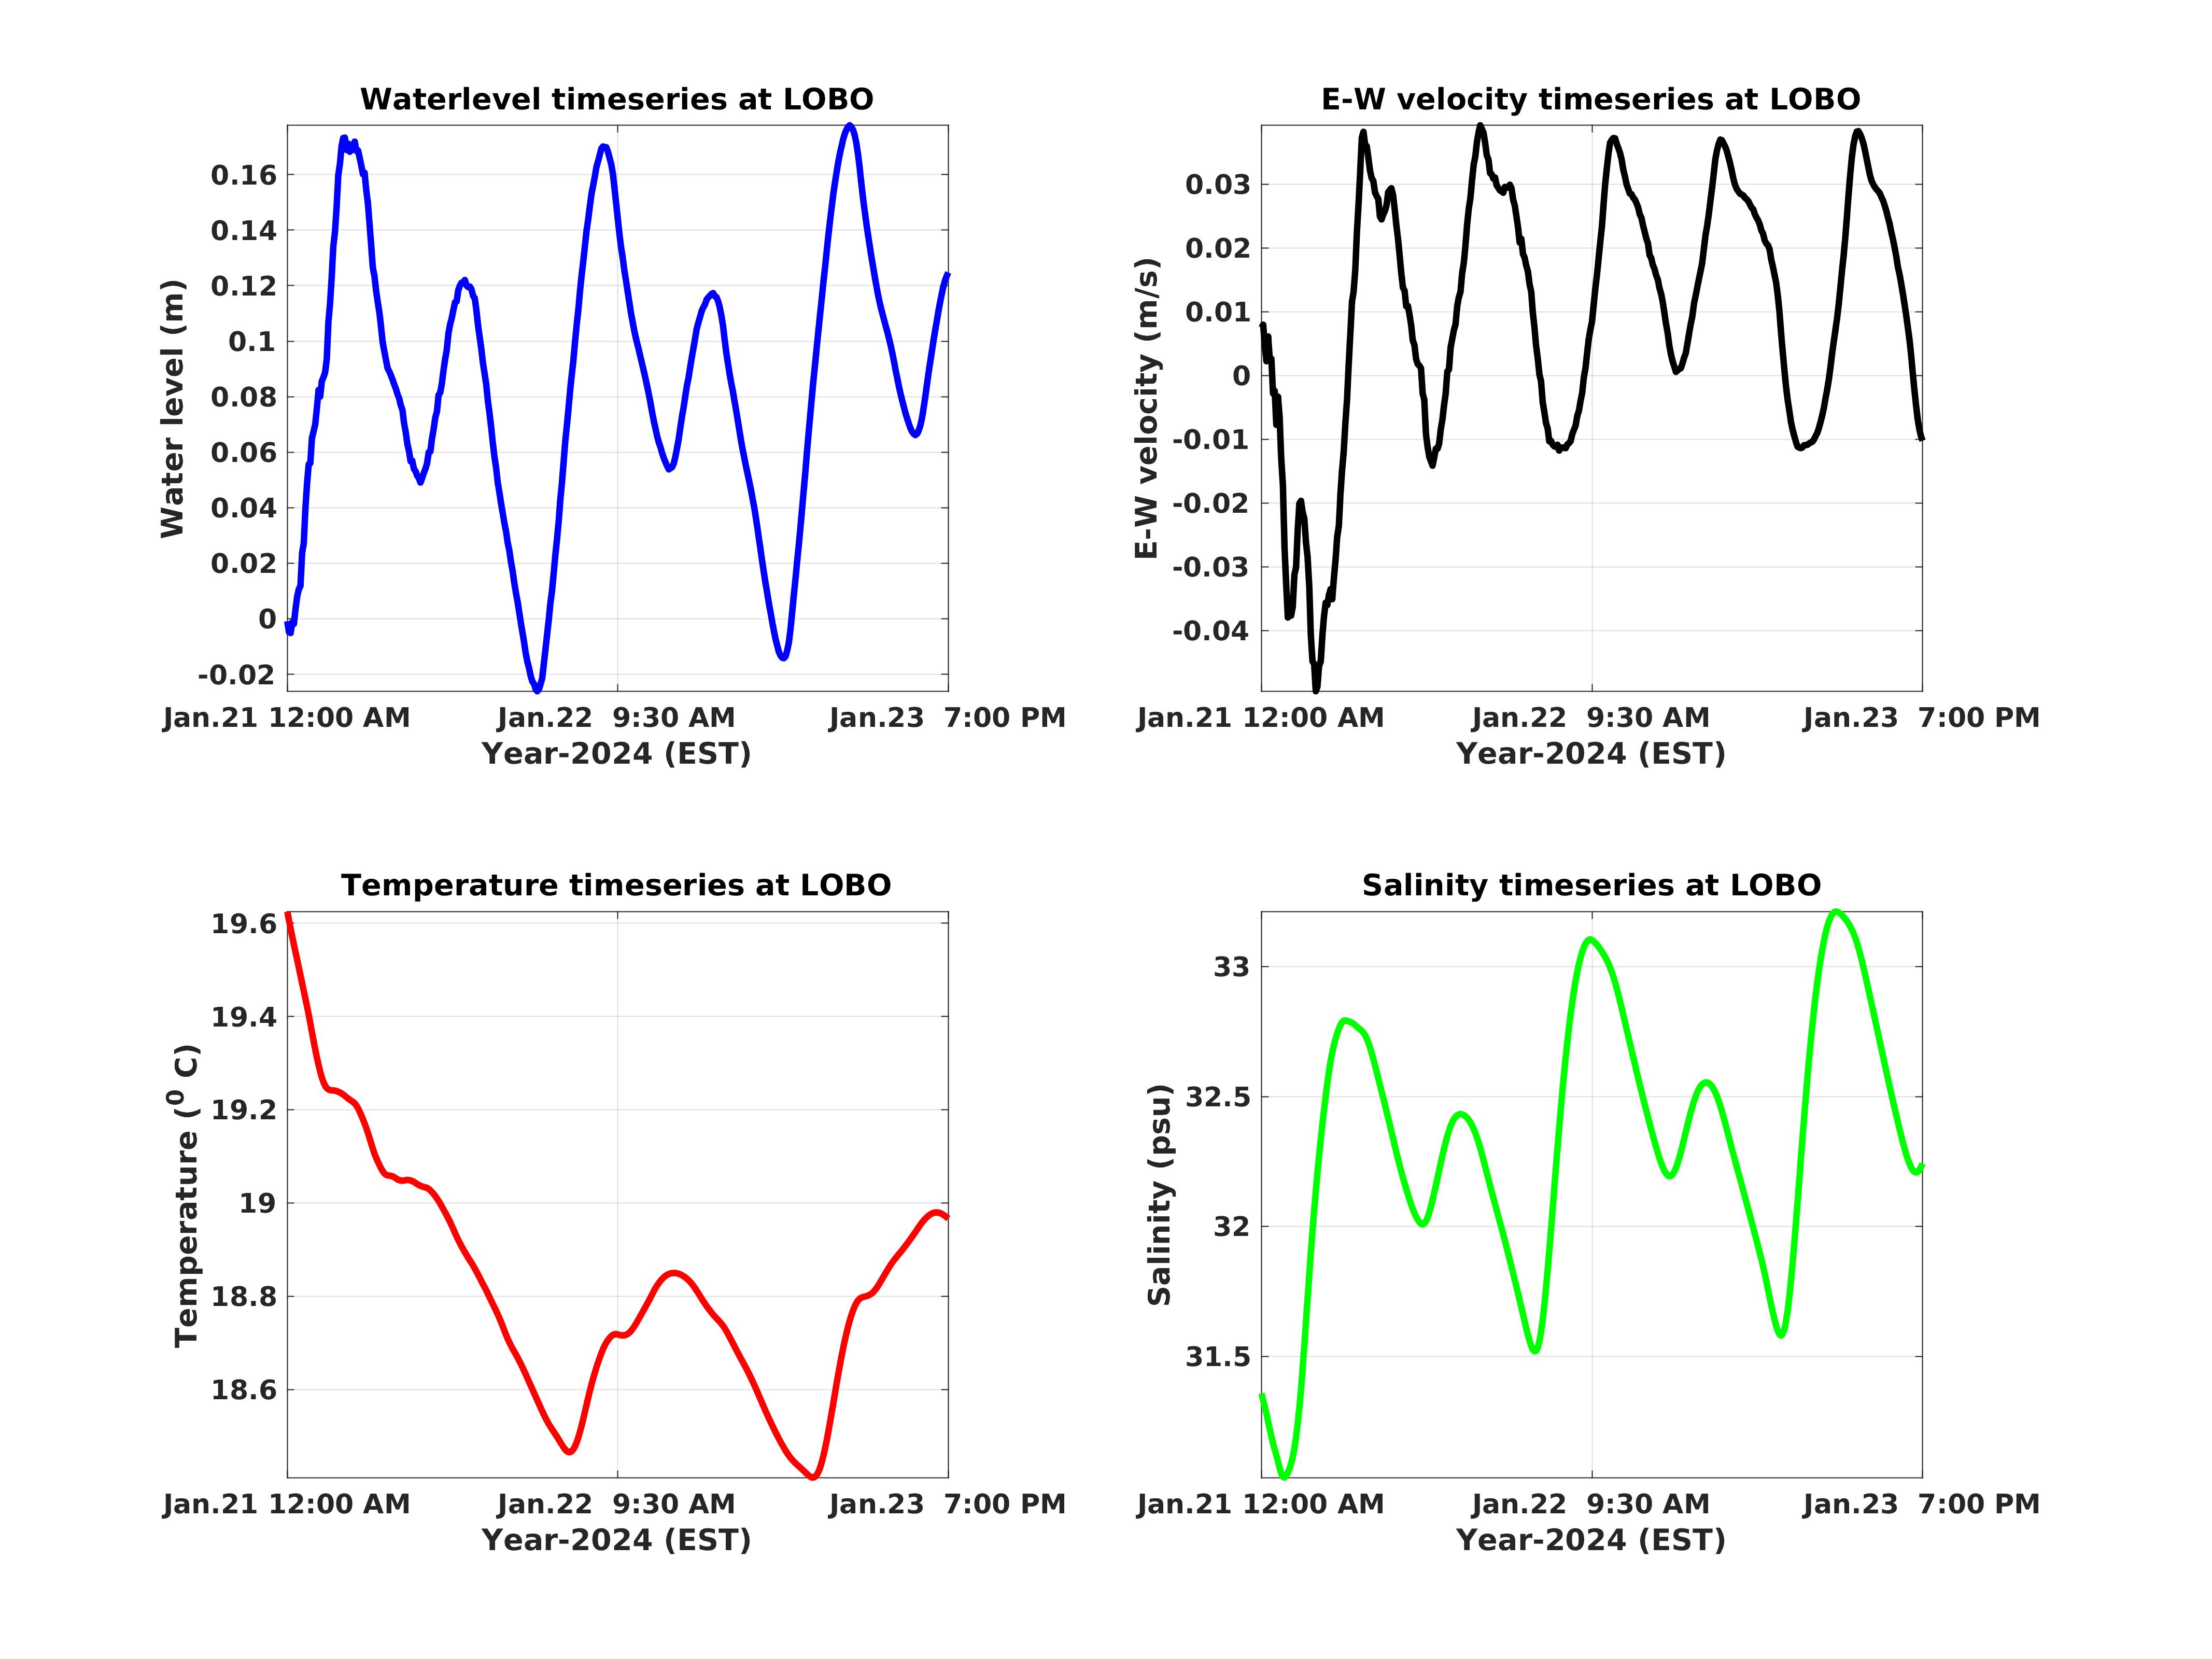 Waterlevel timeseries at LOBO
Water level (m)
0.16
0.14
0.12
0.1
0.08
0.06
0.04
0.02
0
-0.02
Jan.21 12:00 AM Jan.22 9:30 AM Jan.23 7:00 PM
Year-2024 (EST)
E-W velocity timeseries at LOBO
E-W velocity (m/s)
0.03
0.02
0.01
0
-0.01
-0.02
-0.03
-0.04
Jan.21 12:00 AM Jan.22 9:30 AM Jan.23 7:00 PM
Year-2024 (EST)
Temperature timeseries at LOBO
Temperature (⁰ C)
19.6
19.4
19.2
19
18.8
18.6
Jan.21 12:00 AM Jan.22 9:30 AM Jan.23 7:00 PM
Year-2024 (EST)
Salinity timeseries at LOBO
Salinity (psu)
33
32.5
32
31.5
Jan.21 12:00 AM Jan.22 9:30 AM Jan.23 7:00 PM
Year-2024 (EST)